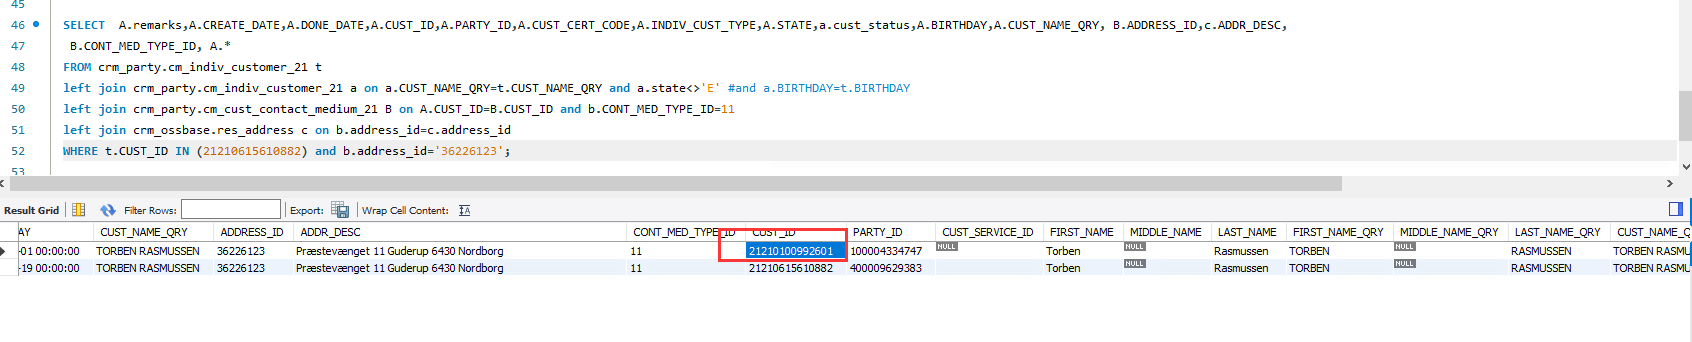 45
46 SELECT A.remarks,A.CREATE_DATE,A.DONE_DATE,A.CUST_ID,A.PARTY_ID,A.CUST_CERT_CODE,A.INDIV_CUST_TYPE,A.STATE,a.cust_status,A.BIRTHDAY,A.CUST_NAME_QRY, B.ADDRESS_ID,c.ADDR_DESC,
47 B.CONT_MED_TYPE_ID, A.*
48 FROM crm_party.cm_indiv_customer_21 t
49 left join crm_party.cm_indiv_customer_21 a on a.CUST_NAME_QRY=t.CUST_NAME_QRY and a.state<>'E' #and a.BIRTHDAY=t.BIRTHDAY
50 left join crm_party.cm_cust_contact_medium_21 B on A.CUST_ID=B.CUST_ID and b.CONT_MED_TYPE_ID=11
51 left join crm_ossbase.res_address c on b.address_id=c.address_id
52 WHERE t.CUST_ID IN (21210615610882) and b.address_id='36226123';
53
Result Grid Filter Rows: Export: Wrap Cell Content:
AY CUST_NAME_QRY ADDRESS_ID ADDR_DESC CONT_MED_TYPE_ID CUST_ID PARTY_ID CUST_SERVICE_ID FIRST_NAME MIDDLE_NAME LAST_NAME FIRST_NAME_QRY MIDDLE_NAME_QRY LAST_NAME_QRY CUST_NAME_Q
-01 00:00:00 TORBEN RASMUSSEN 36226123 Præstevænget 11 Guderup 6430 Nordborg 11 21210100992601 100004334747 NULL Torben NULL Rasmussen TORBEN NULL RASMUSSEN TORBEN RASMU
-19 00:00:00 TORBEN RASMUSSEN 36226123 Præstevænget 11 Guderup 6430 Nordborg 11 21210615610882 400009629383 Torben NULL Rasmussen TORBEN NULL RASMUSSEN TORBEN RASMU